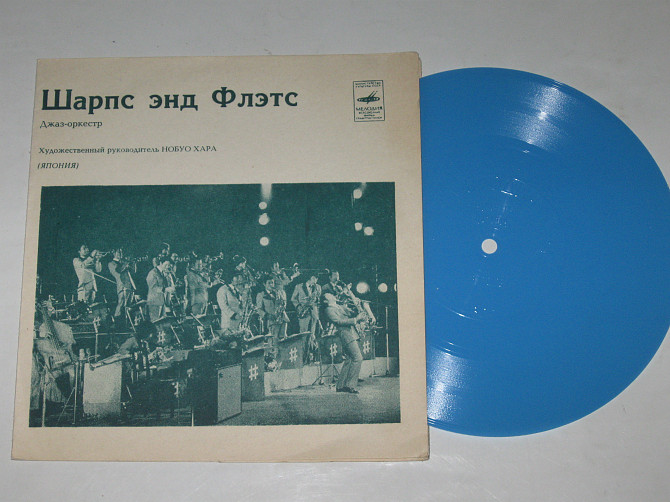 Шарпс энд Флэтс
Джаз-оркестр
Художественный руководитель НОБУО ХАРА
(ЯПОНИЯ)
МЕЛОДИЯ
# # #